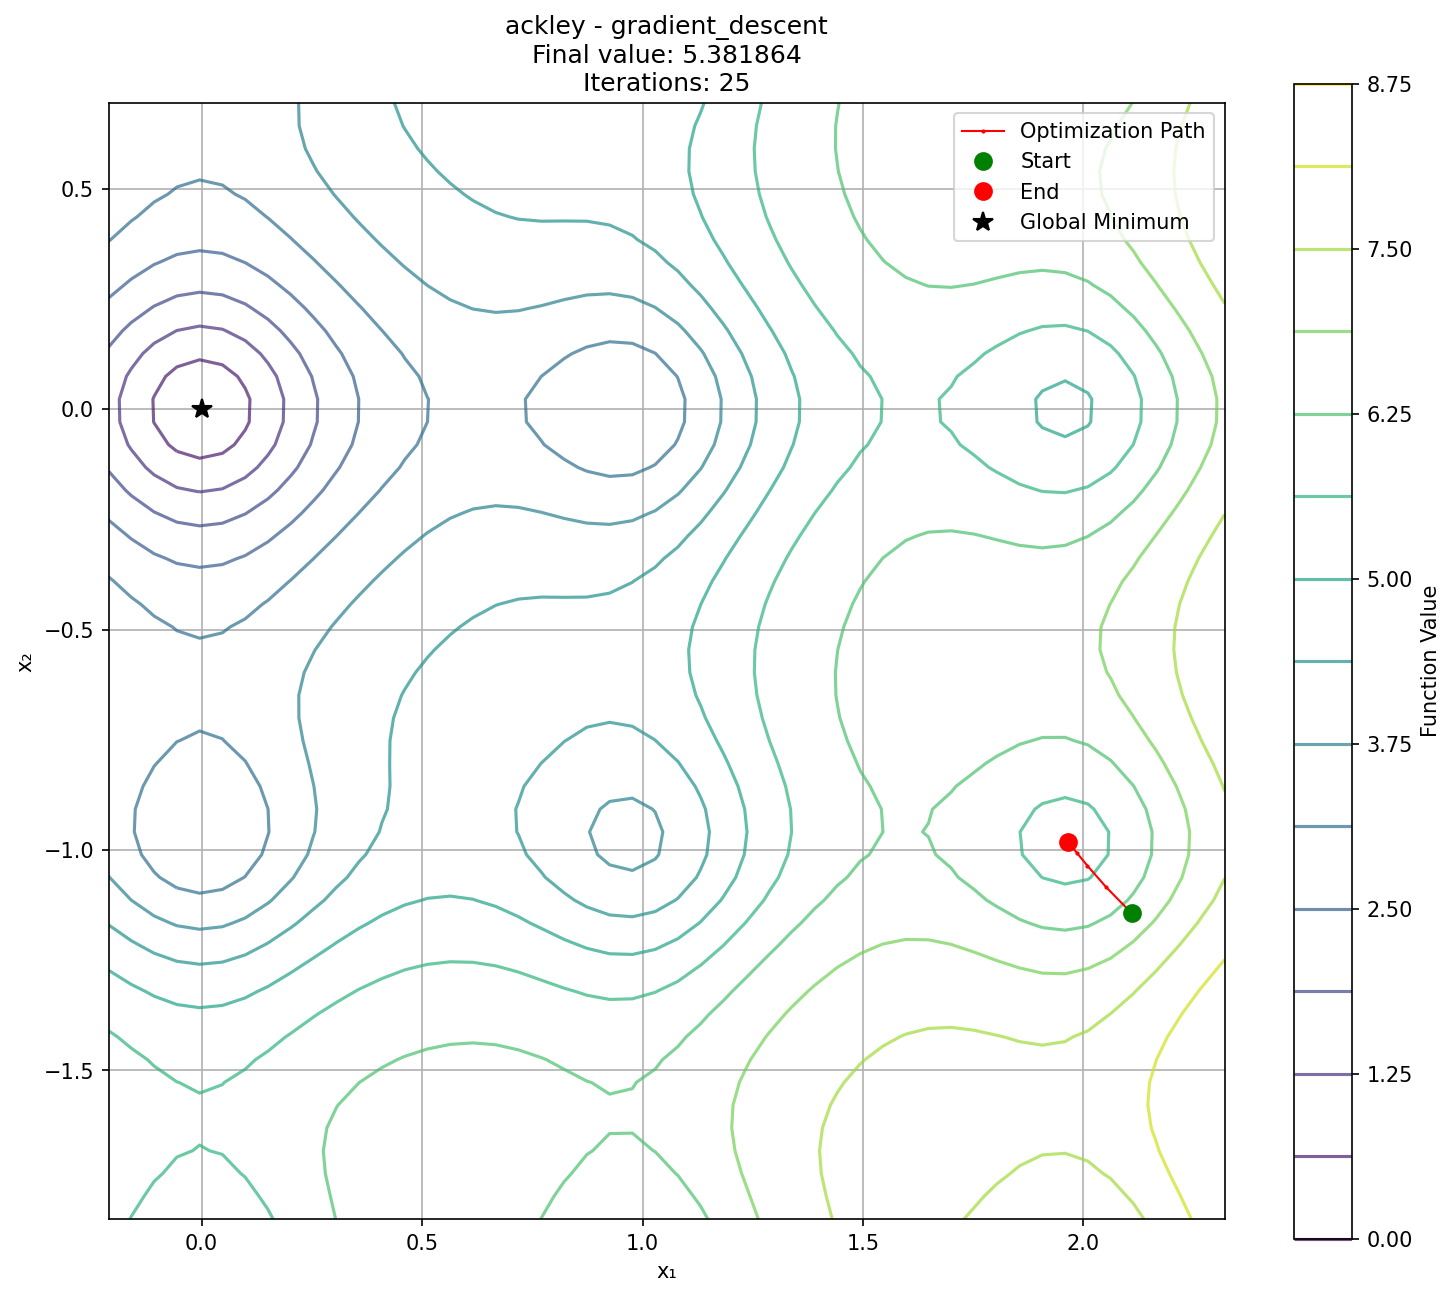 ackley - gradient_descent
Final value: 5.381864
Iterations: 25
Optimization Path
Start
End
Global Minimum
0.5
0.0
−0.5
−1.0
−1.5
x₂
0.0
0.5
1.0
1.5
2.0
x₁
8.75
7.50
6.25
5.00
3.75
2.50
1.25
0.00
Function Value